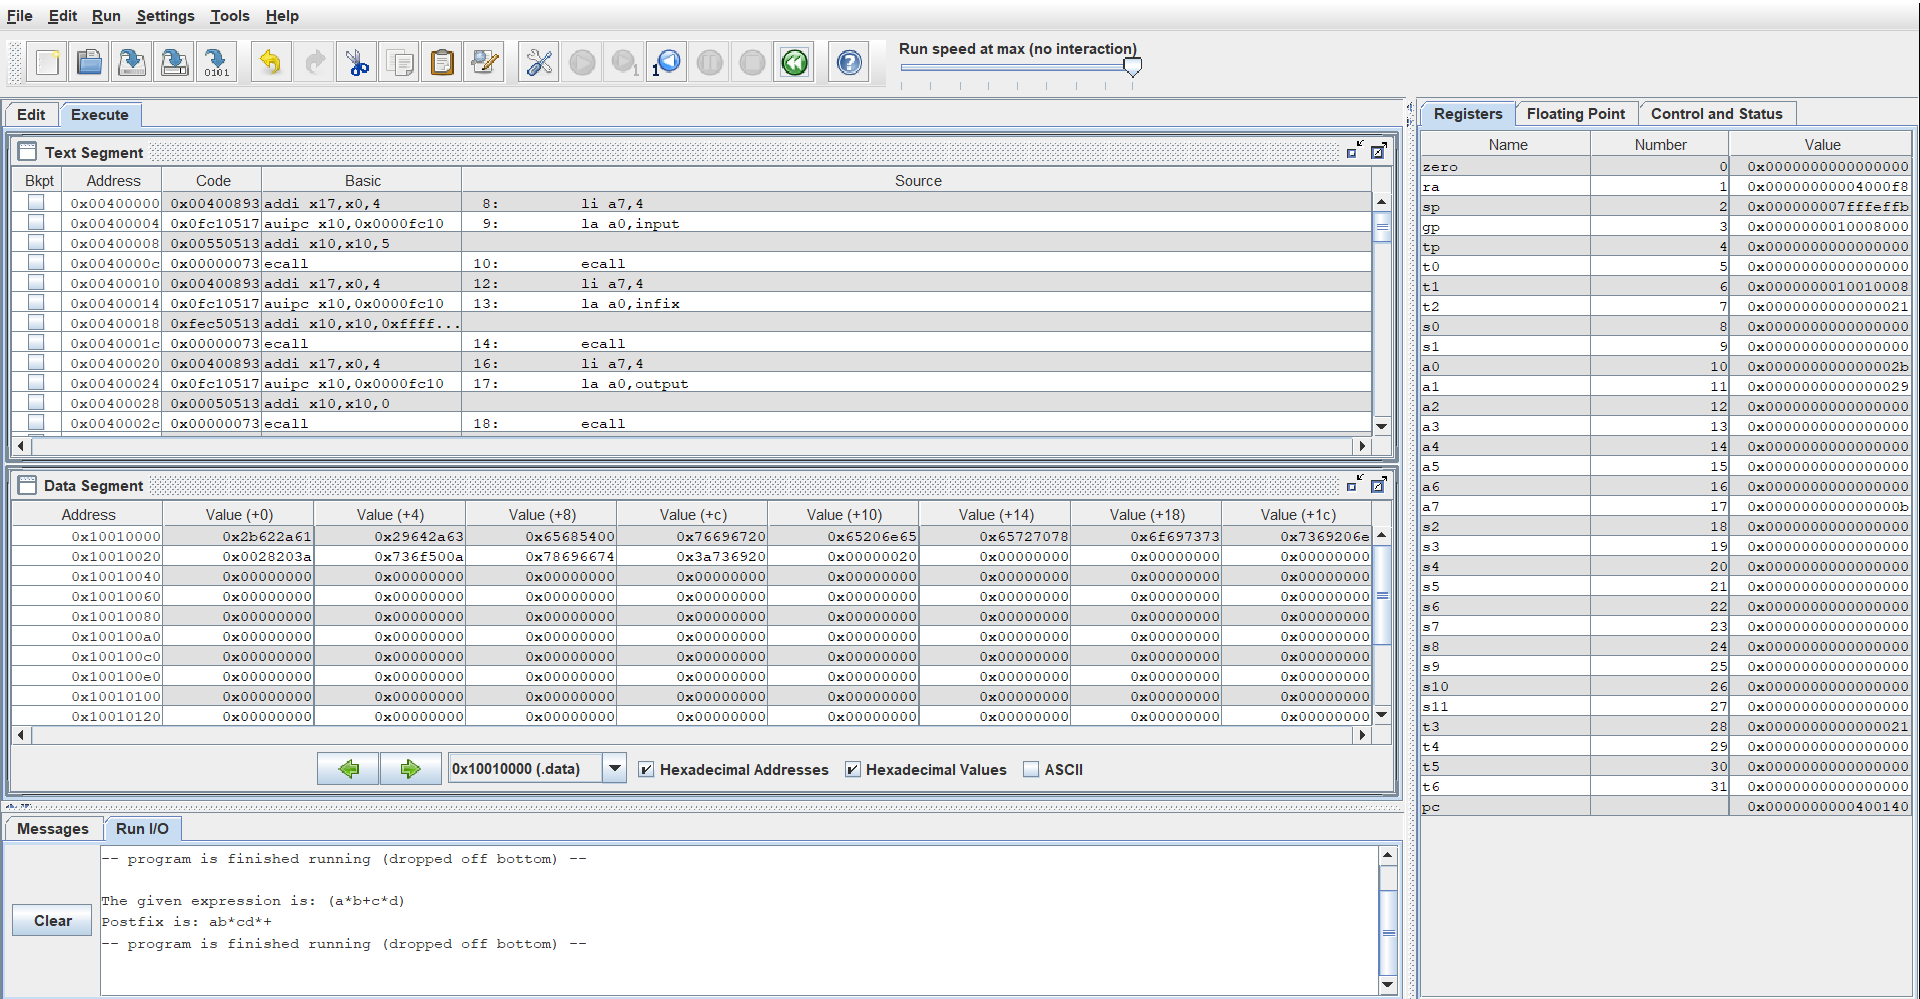 File Edit Run Settings Tools Help
0101
1
1
Run speed at max (no interaction)
Edit Execute
Text Segment
Bkpt Address Code Basic Source
0x00400000 0x00400893 addi x17,x0,4 8: li a7,4
0x00400004 0x0fc10517 auipc x10,0x0000fc10 9: la a0,input
0x00400008 0x00550513 addi x10,x10,5
0x0040000c 0x00000073 ecall 10: ecall
0x00400010 0x00400893 addi x17,x0,4 12: li a7,4
0x00400014 0x0fc10517 auipc x10,0x0000fc10 13: la a0,infix
0x00400018 0xfec50513 addi x10,x10,0xffff...
0x0040001c 0x00000073 ecall 14: ecall
0x00400020 0x00400893 addi x17,x0,4 16: li a7,4
0x00400024 0x0fc10517 auipc x10,0x0000fc10 17: la a0,output
0x00400028 0x00050513 addi x10,x10,0
0x0040002c 0x00000073 ecall 18: ecall
Data Segment
Address Value (+0) Value (+4) Value (+8) Value (+c) Value (+10) Value (+14) Value (+18) Value (+1c)
0x10010000 0x2b622a61 0x29642a63 0x65685400 0x76696720 0x65206e65 0x65727078 0x6f697373 0x7369206e
0x10010020 0x0028203a 0x736f500a 0x78696674 0x3a736920 0x00000020 0x00000000 0x00000000 0x00000000
0x10010040 0x00000000 0x00000000 0x00000000 0x00000000 0x00000000 0x00000000 0x00000000 0x00000000
0x10010060 0x00000000 0x00000000 0x00000000 0x00000000 0x00000000 0x00000000 0x00000000 0x00000000
0x10010080 0x00000000 0x00000000 0x00000000 0x00000000 0x00000000 0x00000000 0x00000000 0x00000000
0x100100a0 0x00000000 0x00000000 0x00000000 0x00000000 0x00000000 0x00000000 0x00000000 0x00000000
0x100100c0 0x00000000 0x00000000 0x00000000 0x00000000 0x00000000 0x00000000 0x00000000 0x00000000
0x100100e0 0x00000000 0x00000000 0x00000000 0x00000000 0x00000000 0x00000000 0x00000000 0x00000000
0x10010100 0x00000000 0x00000000 0x00000000 0x00000000 0x00000000 0x00000000 0x00000000 0x00000000
0x10010120 0x00000000 0x00000000 0x00000000 0x00000000 0x00000000 0x00000000 0x00000000 0x00000000
0x10010000 (.data) Hexadecimal Addresses Hexadecimal Values ASCII
Messages Run I/O
-- program is finished running (dropped off bottom) --
The given expression is: (a*b+c*d)
Postfix is: ab*cd*+
-- program is finished running (dropped off bottom) --
Clear
Registers Floating Point Control and Status
Name Number Value
zero 0 0x0000000000000000
ra 1 0x00000000004000f8
sp 2 0x000000007fffeffb
gp 3 0x0000000010008000
tp 4 0x0000000000000000
t0 5 0x0000000000000000
t1 6 0x0000000010010008
t2 7 0x0000000000000021
s0 8 0x0000000000000000
s1 9 0x0000000000000000
a0 10 0x000000000000002b
a1 11 0x0000000000000029
a2 12 0x0000000000000000
a3 13 0x0000000000000000
a4 14 0x0000000000000000
a5 15 0x0000000000000000
a6 16 0x0000000000000000
a7 17 0x000000000000000b
s2 18 0x0000000000000000
s3 19 0x0000000000000000
s4 20 0x0000000000000000
s5 21 0x0000000000000000
s6 22 0x0000000000000000
s7 23 0x0000000000000000
s8 24 0x0000000000000000
s9 25 0x0000000000000000
s10 26 0x0000000000000000
s11 27 0x0000000000000000
t3 28 0x0000000000000021
t4 29 0x0000000000000000
t5 30 0x0000000000000000
t6 31 0x0000000000000000
pc 0x0000000000400140